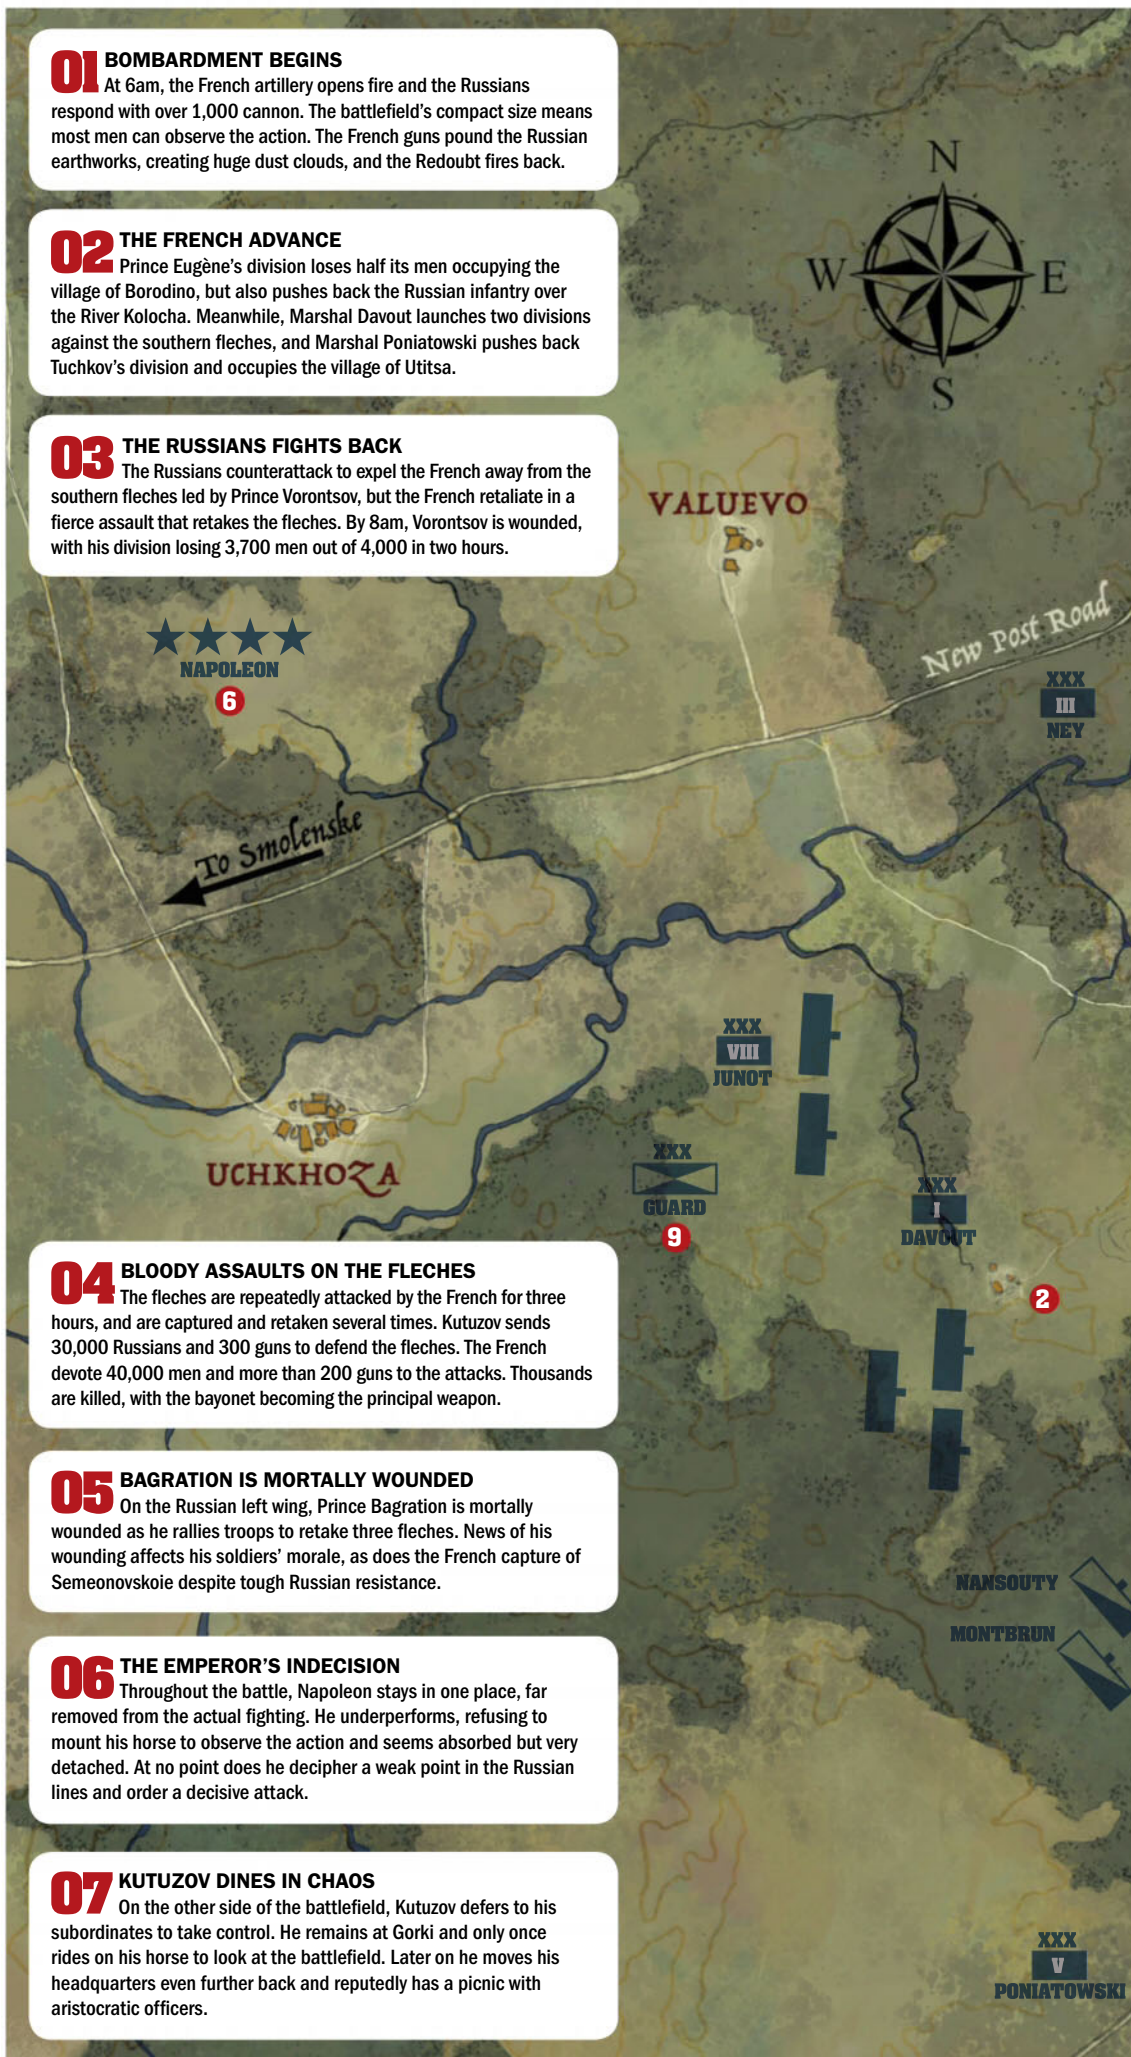 01 BOMBARDMENT BEGINS
At 6am, the French artillery opens fire and the Russians
respond with over 1,000 cannon. The battlefield’s compact size means
most men can observe the action. The French guns pound the Russian
earthworks, creating huge dust clouds, and the Redoubt fires back.
02 THE FRENCH ADVANCE
Prince Eugène’s division loses half its men occupying the
village of Borodino, but also pushes back the Russian infantry over
the River Kolocha. Meanwhile, Marshal Davout launches two divisions
against the southern fleches, and Marshal Poniatowski pushes back
Tuchkov’s division and occupies the village of Utitsa.
03 THE RUSSIANS FIGHTS BACK
The Russians counterattack to expel the French away from the
southern fleches led by Prince Vorontsov, but the French retaliate in a
fierce assault that retakes the fleches. By 8am, Vorontsov is wounded,
with his division losing 3,700 men out of 4,000 in two hours.
N
W E
S
VALUEVO
New Post Road
NAPOLEON
6
XXX
III
NEY
To Smolenske
XXX
VIII
JUNOT
UCHKHOZA
XXX
GUARD
9
XXX
I
DAVOUT
2
04 BLOODY ASSAULTS ON THE FLECHES
The fleches are repeatedly attacked by the French for three
hours, and are captured and retaken several times. Kutuzov sends
30,000 Russians and 300 guns to defend the fleches. The French
devote 40,000 men and more than 200 guns to the attacks. Thousands
are killed, with the bayonet becoming the principal weapon.
05 BAGRATION IS MORTALLY WOUNDED
On the Russian left wing, Prince Bagration is mortally
wounded as he rallies troops to retake three fleches. News of his
wounding affects his soldiers’ morale, as does the French capture of
Semeonovskoie despite tough Russian resistance.
NANSOUTY
MONTBRUN
06 THE EMPEROR’S INDECISION
Throughout the battle, Napoleon stays in one place, far
removed from the actual fighting. He underperforms, refusing to
mount his horse to observe the action and seems absorbed but very
detached. At no point does he decipher a weak point in the Russian
lines and order a decisive attack.
07 KUTUZOV DINES IN CHAOS
On the other side of the battlefield, Kutuzov defers to his
subordinates to take control. He remains at Gorki and only once
rides on his horse to look at the battlefield. Later on he moves his
headquarters even further back and reputedly has a picnic with
aristocratic officers.
XXX
V
PONIATOWSKI